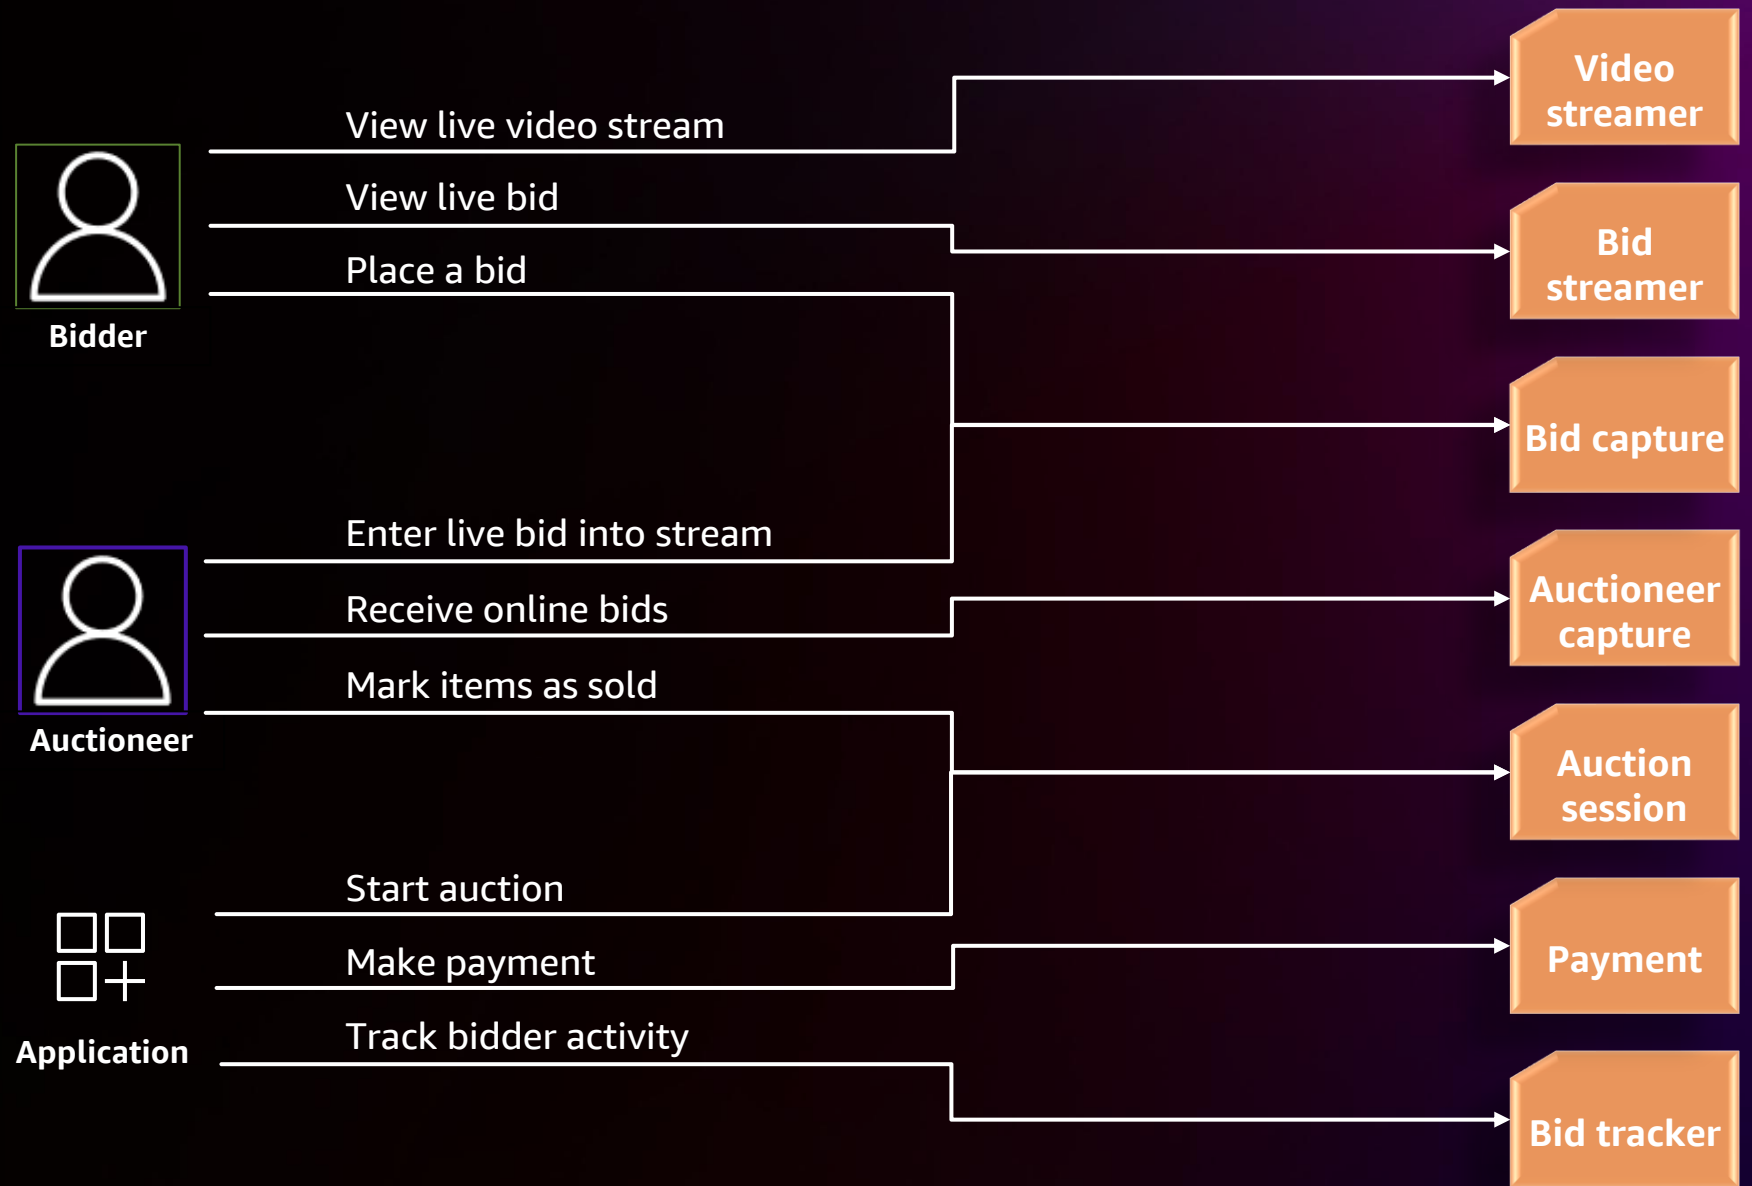 View live video stream
View live bid
Place a bid
Bidder
Enter live bid into stream
Receive online bids
Mark items as sold
Auctioneer
Start auction
Make payment
Track bidder activity
Application
Video
streamer
Bid
streamer
Bid capture
Auctioneer
capture
Auction
session
Payment
Bid tracker